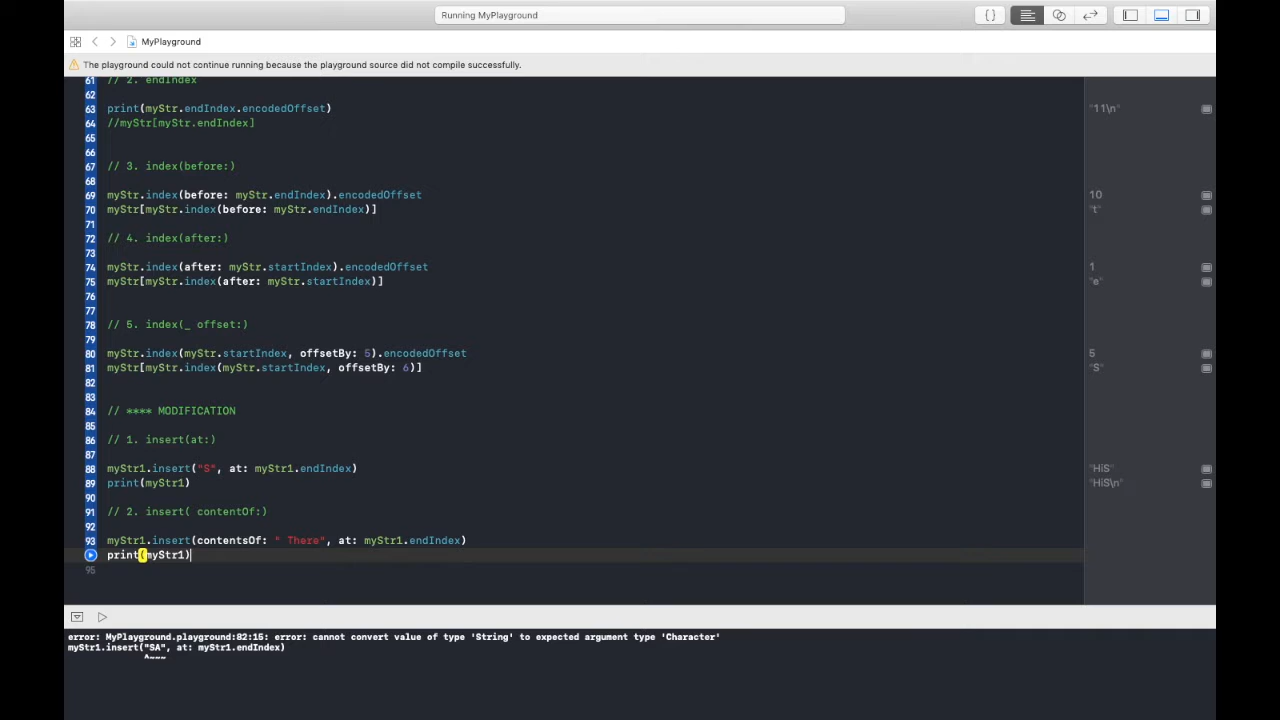 Running MyPlayground
{ }
MyPlayground
The playground could not continue running because the playground source did not compile successfully.
61 // 2. endIndex
62
63 print(myStr.endIndex.encodedOffset) "11\n"
64 //myStr[myStr.endIndex]
65
66
67 // 3. index(before:)
68
69 myStr.index(before: myStr.endIndex).encodedOffset 10
70 myStr[myStr.index(before: myStr.endIndex)] "t"
71
72 // 4. index(after:)
73
74 myStr.index(after: myStr.startIndex).encodedOffset 1
75 myStr[myStr.index(after: myStr.startIndex)] "e"
76
77
78 // 5. index(_ offset:)
79
80 myStr.index(myStr.startIndex, offsetBy: 5).encodedOffset 5
81 myStr[myStr.index(myStr.startIndex, offsetBy: 6)] "S"
82
83
84 // **** MODIFICATION
85
86 // 1. insert(at:)
87
88 myStr1.insert("S", at: myStr1.endIndex) "HiS"
89 print(myStr1) "HiS\n"
90
91 // 2. insert( contentOf:)
92
93 myStr1.insert(contentsOf: " There", at: myStr1.endIndex)
print(myStr1)
95
error: MyPlayground.playground:82:15: error: cannot convert value of type 'String' to expected argument type 'Character'
myStr1.insert("SA", at: myStr1.endIndex)
^~~~